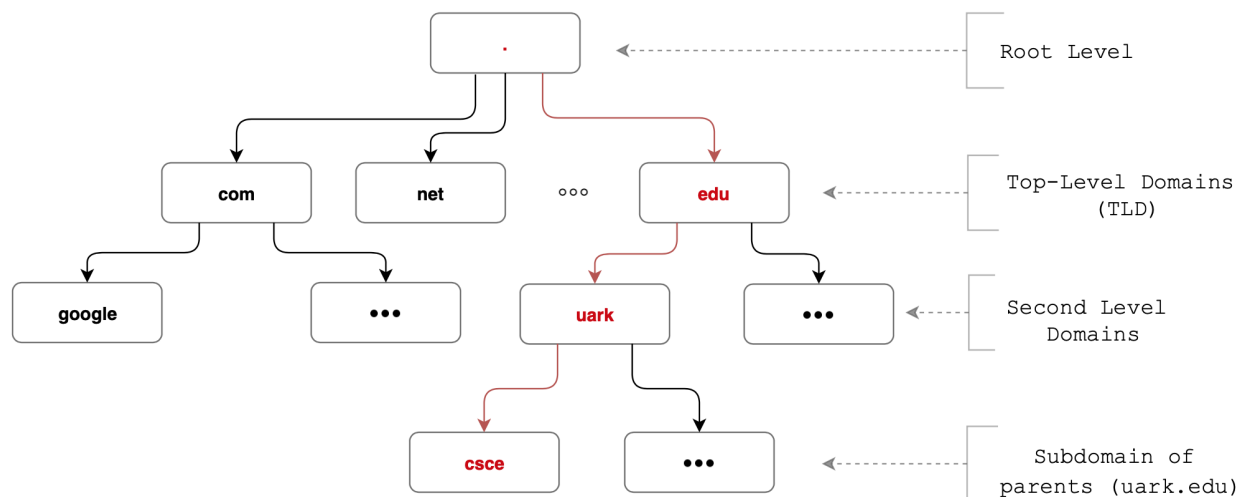 .
Root Level
com
net
°°°
edu
Top-Level Domains
(TLD)
google
•••
uark
•••
Second Level
Domains
csce
•••
Subdomain of
parents (uark.edu)